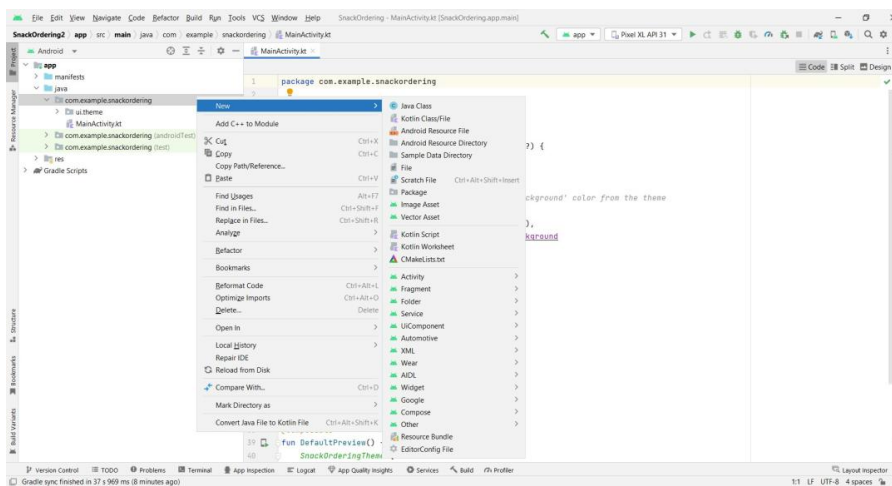 File Edit View Navigate Code Refactor Build Run Tools VCS Window Help SnackOrdering - MainActivity.kt [SnackOrdering.app.main]
SnackOrdering2 app src main java com example snackordering MainActivity.kt app Pixel XL API 31
Project
Android
MainActivity.kt
Code Split Design
app
manifests
java
com.example.snackordering
ui.theme
MainActivity.kt
com.example.snackordering (androidTest)
com.example.snackordering (test)
res
Gradle Scripts
Resource Manager
Structure
Bookmarks
Build Variants
1 package com.example.snackordering
2
?) {
ckground' color from the theme
),
kground
39 fun DefaultPreview() {
40 SnackOrderingTheme
New
Add C++ to Module
Cut Ctrl+X
Copy Ctrl+C
Copy Path/Reference...
Paste Ctrl+V
Find Usages Alt+F7
Find in Files... Ctrl+Shift+F
Replace in Files... Ctrl+Shift+R
Analyze
Refactor
Bookmarks
Reformat Code Ctrl+Alt+L
Optimize Imports Ctrl+Alt+O
Delete... Delete
Open In
Local History
Repair IDE
Reload from Disk
Compare With... Ctrl+D
Mark Directory as
Convert Java File to Kotlin File Ctrl+Alt+Shift+K
Java Class
Kotlin Class/File
Android Resource File
Android Resource Directory
Sample Data Directory
File
Scratch File Ctrl+Alt+Shift+Insert
Package
Image Asset
Vector Asset
Kotlin Script
Kotlin Worksheet
CMakeLists.txt
Activity
Fragment
Folder
Service
UiComponent
Automotive
XML
Wear
AIDL
Widget
Google
Compose
Other
Resource Bundle
EditorConfig File
Version Control TODO Problems Terminal App Inspection Logcat App Quality Insights Services Build Profiler Layout Inspector
Gradle sync finished in 37 s 969 ms (8 minutes ago) 1:1 LF UTF-8 4 spaces